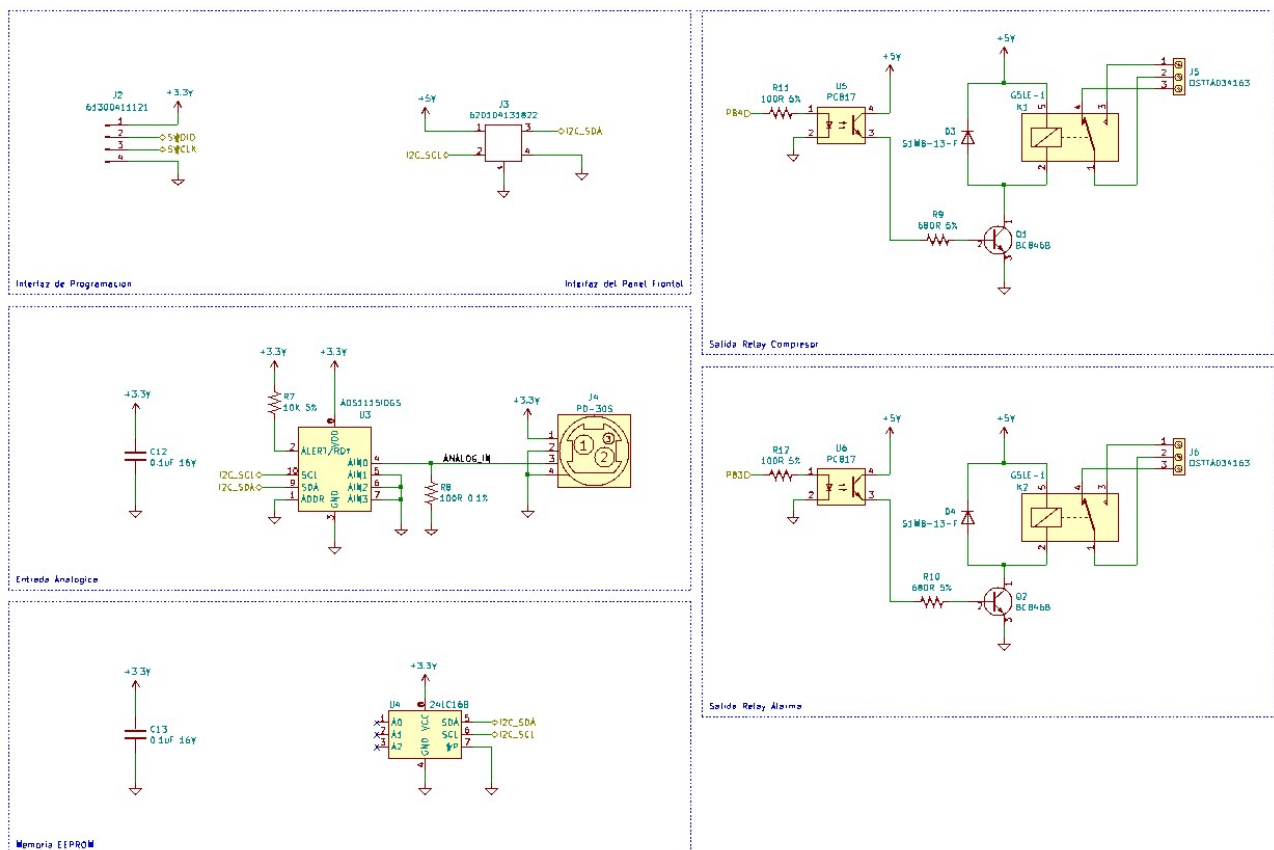 J2
61300411121
+3.3V
1
2
3
4
SWDIO
SWCLK
+5V
J3
620104131822
1
2
3
4
I2C_SDA
I2C_SCL
Interfaz de Programacion
Interfaz del Panel Frontal
+3.3V
C12
0.1uF 16V
+3.3V
+3.3V
R7
10K 5%
ADS1115IDGS
U3
2
ALERT/RDY
VDD
I2C_SCL
10
SCL
I2C_SDA
9
SDA
1
ADDR
GND
3
AIN0
4
AIN1
5
AIN2
6
AIN3
7
ANALOG_IN
R8
100R 0.1%
+3.3V
J4
PD-30S
1
2
3
4
1
2
3
Entrada Analogica
+3.3V
C13
0.1uF 16V
+3.3V
U4
24LC16B
1
A0
2
A1
3
A2
VCC
GND
4
SDA
5
I2C_SDA
SCL
6
I2C_SCL
WP
7
Memoria EEPROM
+5V
+5V
R11
100R 5%
U5
PC817
PB4
1
2
4
3
R9
680R 5%
D3
S1MB-13-F
G5LE-1
K1
5
4
3
2
1
1
2
3
J5
OSTTA034163
1
2
3
Q1
BC846B
Salida Relay Compresor
+5V
+5V
R12
100R 5%
U6
PC817
PB3
1
2
4
3
R10
680R 5%
D4
S1MB-13-F
G5LE-1
K2
5
4
3
2
1
1
2
3
J6
OSTTA034163
1
2
3
Q2
BC846B
Salida Relay Alarma